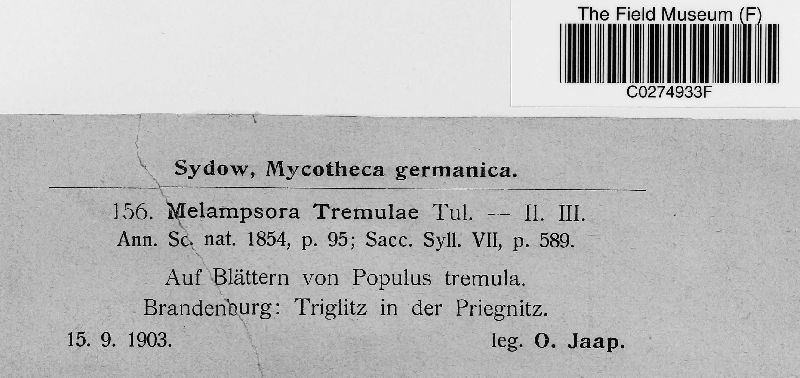 The Field Museum (F)
C0274933F
Sydow, Mycotheca germanica.
156. Melampsora Tremulae Tul. -- II. III.
Ann. Sc. nat. 1854, p. 95; Sacc. Syll. VII, p. 589.
Auf Blättern von Populus tremula.
Brandenburg: Triglitz in der Priegnitz.
15. 9. 1903. leg. O. Jaap.